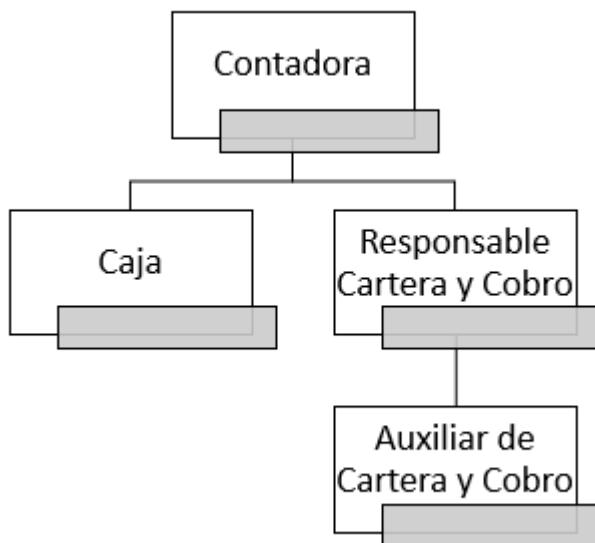 Contadora
Caja
Responsable
Cartera y Cobro
Auxiliar de
Cartera y Cobro